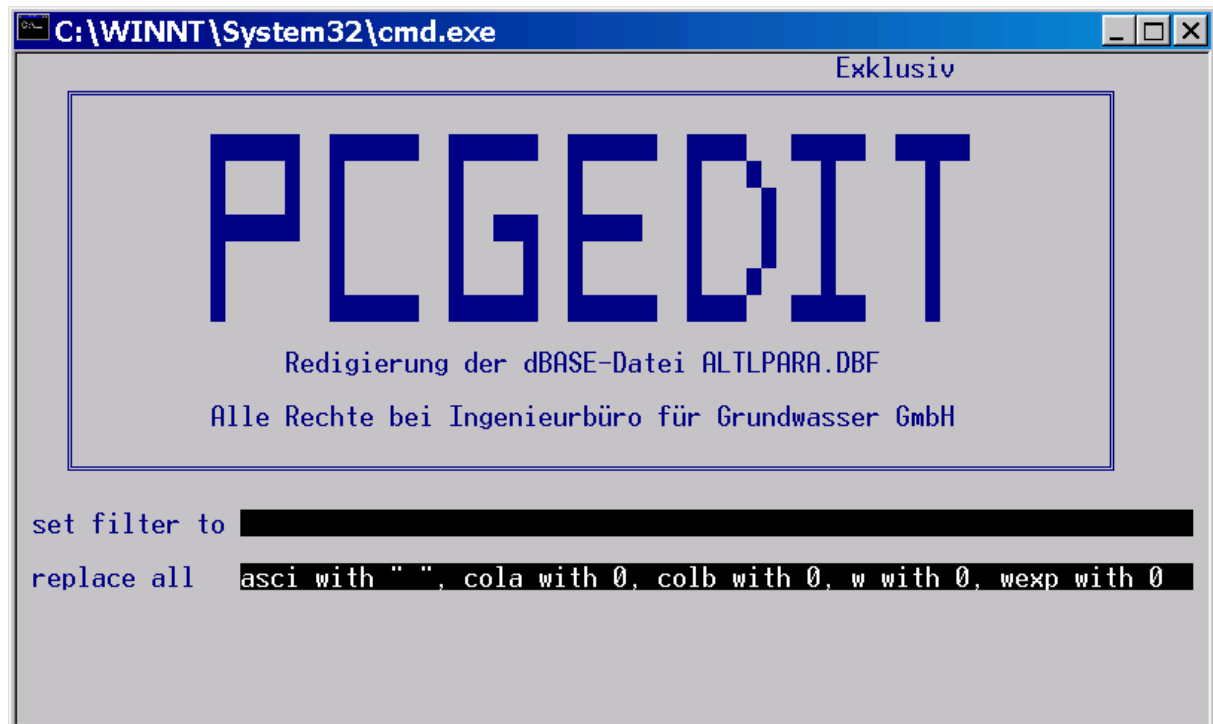 C:\WINNT\System32\cmd.exe
Exklusiv
PCGEDIT
Redigierung der dBASE-Datei ALTLPARA.DBF
Alle Rechte bei Ingenieurbüro für Grundwasser GmbH
set filter to
replace all asci with " ", cola with 0, colb with 0, w with 0, wexp with 0